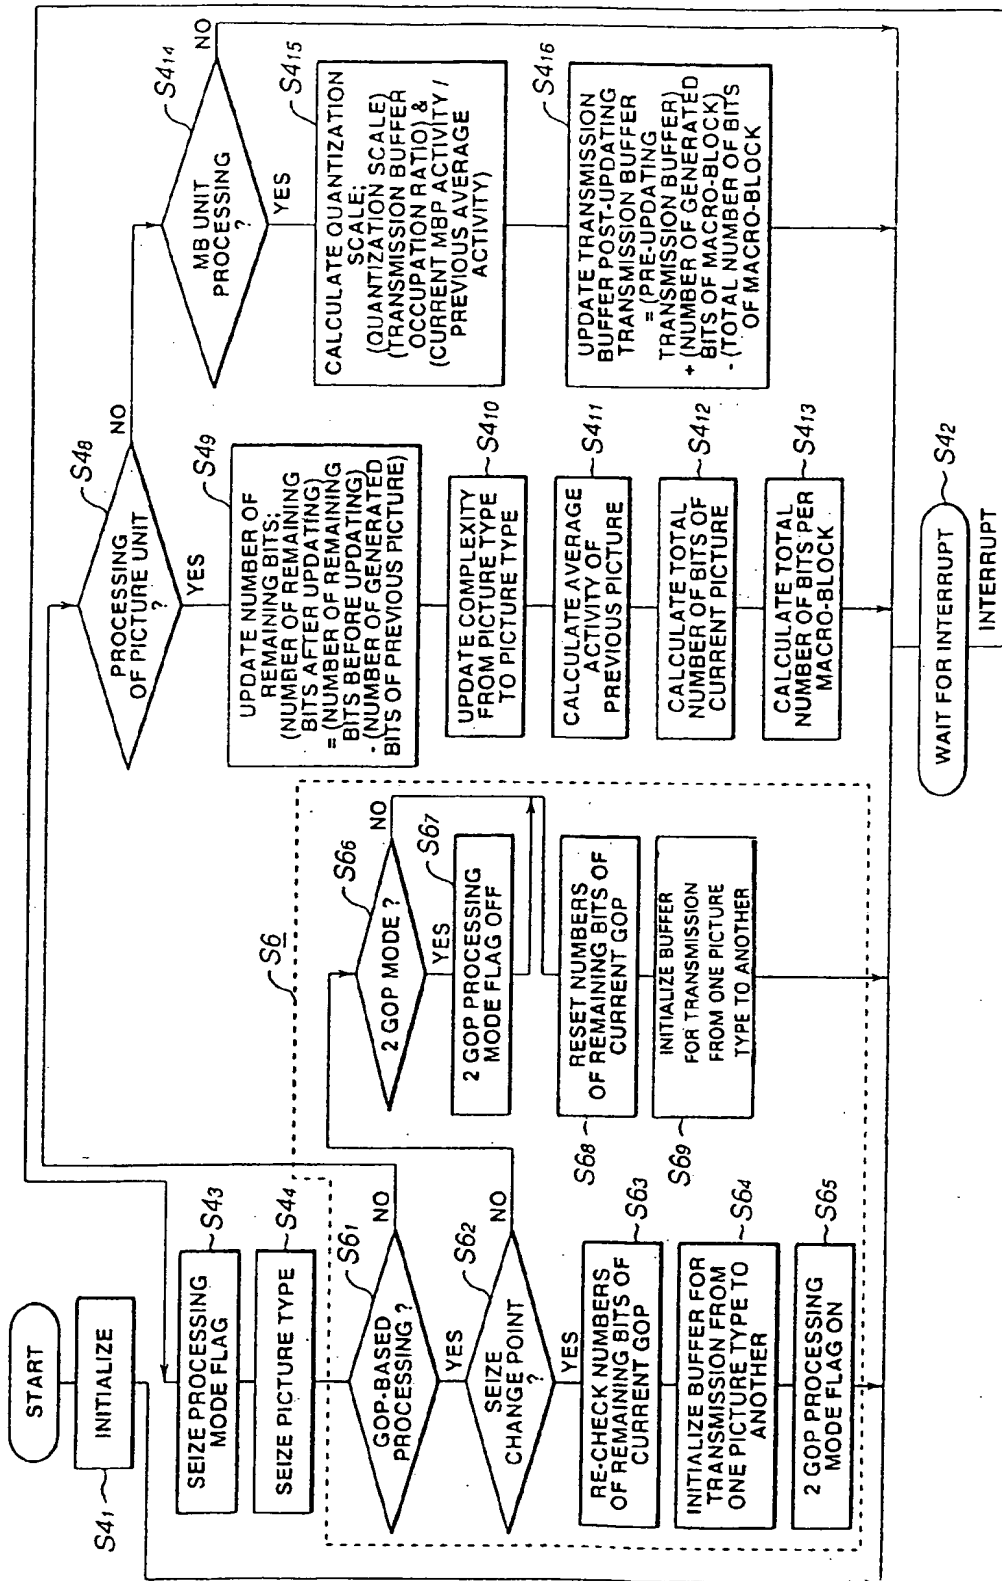 START
INITIALIZE
S41
SEIZE PROCESSING
MODE FLAG
S43
SEIZE PICTURE TYPE
S44
GOP-BASED
PROCESSING ?
S61
NO
YES
SEIZE
CHANGE POINT
?
S62
NO
YES
RE-CHECK NUMBERS
OF REMAINING BITS OF
CURRENT GOP
S63
INITIALIZE BUFFER FOR
TRANSMISSION FROM
ONE PICTURE TYPE TO
ANOTHER
S64
2 GOP PROCESSING
MODE FLAG ON
S65
S6
2 GOP MODE ?
S66
NO
YES
2 GOP PROCESSING
MODE FLAG OFF
S67
RESET NUMBERS
OF REMAINING BITS OF
CURRENT GOP
S68
INITIALIZE BUFFER
FOR TRANSMISSION
FROM ONE PICTURE
TYPE TO ANOTHER
S69
PROCESSING
OF PICTURE UNIT
?
S48
NO
YES
UPDATE NUMBER OF
REMAINING BITS;
(NUMBER OF REMAINING
BITS AFTER UPDATING)
= (NUMBER OF REMAINING
BITS BEFORE UPDATING)
- (NUMBER OF GENERATED
BITS OF PREVIOUS PICTURE)
S49
UPDATE COMPLEXITY
FROM PICTURE TYPE
TO PICTURE TYPE
S410
CALCULATE AVERAGE
ACTIVITY OF
PREVIOUS PICTURE
S411
CALCULATE TOTAL
NUMBER OF BITS OF
CURRENT PICTURE
S412
CALCULATE TOTAL
NUMBER OF BITS PER
MACRO-BLOCK
S413
MB UNIT
PROCESSING
?
S414
NO
YES
CALCULATE QUANTIZATION
SCALE;
(QUANTIZATION SCALE)
(TRANSMISSION BUFFER
OCCUPATION RATIO) &
(CURRENT MBP ACTIVITY /
PREVIOUS AVERAGE
ACTIVITY)
S415
UPDATE TRANSMISSION
BUFFER POST-UPDATING
TRANSMISSION BUFFER
= (PRE-UPDATING
TRANSMISSION BUFFER)
+ (NUMBER OF GENERATED
BITS OF MACRO-BLOCK)
- (TOTAL NUMBER OF BITS
OF MACRO-BLOCK
S416
WAIT FOR INTERRUPT
S42
INTERRUPT